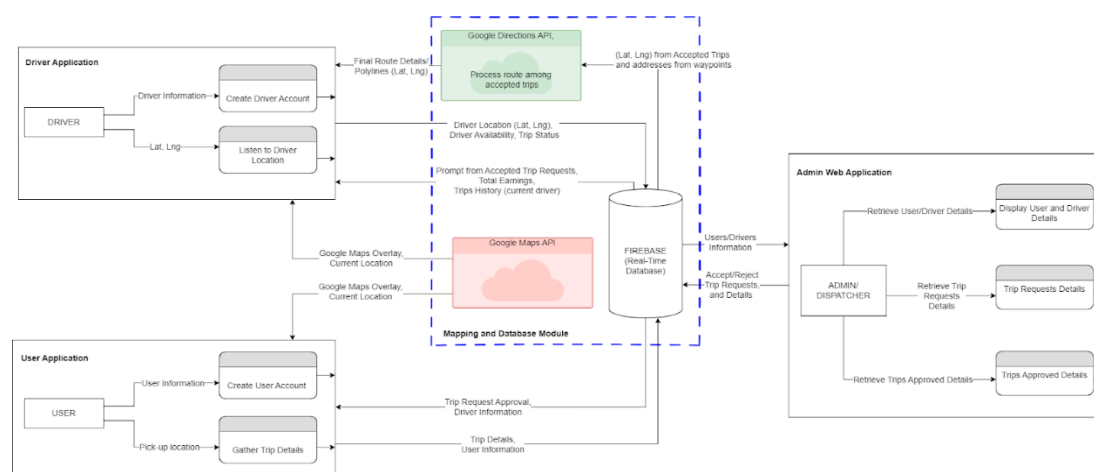 Google Directions API,
Process route among
accepted trips
(Lat, Lng) from Accepted Trips
and addresses from waypoints
Final Route Details/
Polylines (Lat, Lng)
Driver Application
Driver Information
Create Driver Account
DRIVER
Lat, Lng
Listen to Driver
Location
Driver Location (Lat, Lng),
Driver Availability, Trip Status
Prompt from Accepted Trip Requests,
Total Earnings,
Trips History (current driver)
Google Maps API
Google Maps Overlay,
Current Location
Google Maps Overlay,
Current Location
FIREBASE
(Real-Time
Database)
Mapping and Database Module
Users/Drivers
Information
Accept/Reject
Trip Requests,
and Details
Admin Web Application
Retrieve User/Driver Details
Display User and Driver
Details
ADMIN/
DISPATCHER
Retrieve Trip
Requests
Details
Trip Requests Details
Retrieve Trips Approved Details
Trips Approved Details
User Application
User Information
Create User Account
USER
Pick-up location
Gather Trip Details
Trip Request Approval,
Driver Information
Trip Details,
User Information